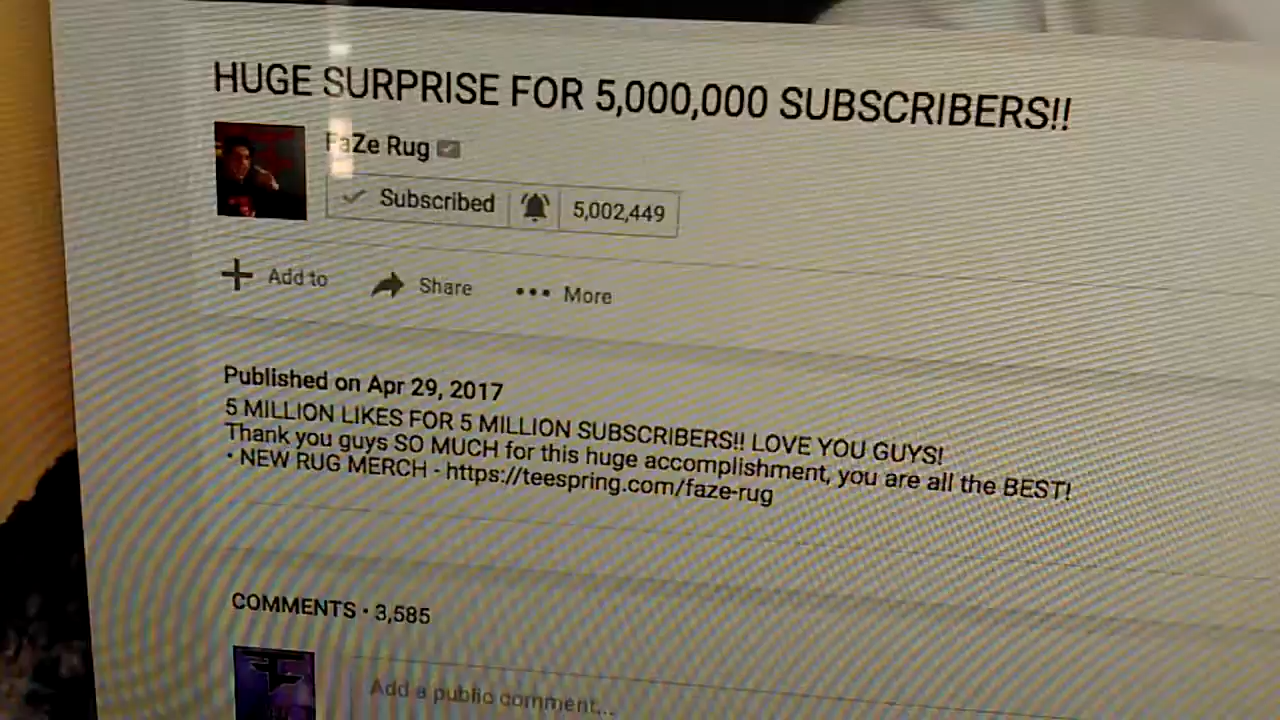 HUGE SURPRISE FOR 5,000,000 SUBSCRIBERS!!
FaZe Rug
Subscribed 5,002,449
Add to Share More
Published on Apr 29, 2017
5 MILLION LIKES FOR 5 MILLION SUBSCRIBERS!! LOVE YOU GUYS!
Thank you guys SO MUCH for this huge accomplishment, you are all the BEST!
• NEW RUG MERCH - https://teespring.com/faze-rug
COMMENTS • 3,585
Add a public comment...